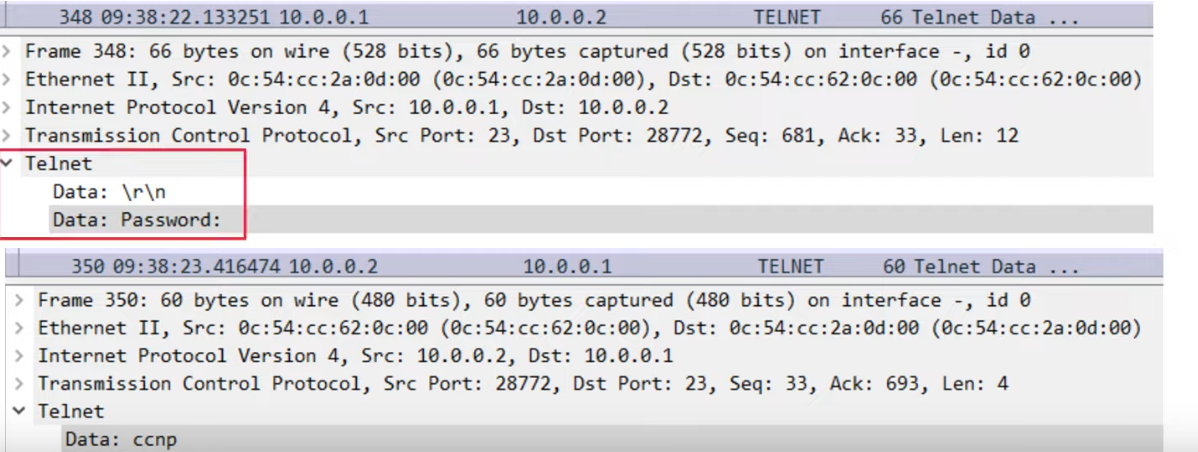 348 09:38:22.133251 10.0.0.1 10.0.0.2 TELNET 66 Telnet Data ...
Frame 348: 66 bytes on wire (528 bits), 66 bytes captured (528 bits) on interface -, id 0
Ethernet II, Src: 0c:54:cc:2a:0d:00 (0c:54:cc:2a:0d:00), Dst: 0c:54:cc:62:0c:00 (0c:54:cc:62:0c:00)
Internet Protocol Version 4, Src: 10.0.0.1, Dst: 10.0.0.2
Transmission Control Protocol, Src Port: 23, Dst Port: 28772, Seq: 681, Ack: 33, Len: 12
Telnet
Data: \r\n
Data: Password:
350 09:38:23.416474 10.0.0.2 10.0.0.1 TELNET 60 Telnet Data ...
Frame 350: 60 bytes on wire (480 bits), 60 bytes captured (480 bits) on interface -, id 0
Ethernet II, Src: 0c:54:cc:62:0c:00 (0c:54:cc:62:0c:00), Dst: 0c:54:cc:2a:0d:00 (0c:54:cc:2a:0d:00)
Internet Protocol Version 4, Src: 10.0.0.2, Dst: 10.0.0.1
Transmission Control Protocol, Src Port: 28772, Dst Port: 23, Seq: 33, Ack: 693, Len: 4
Telnet
Data: ccnp